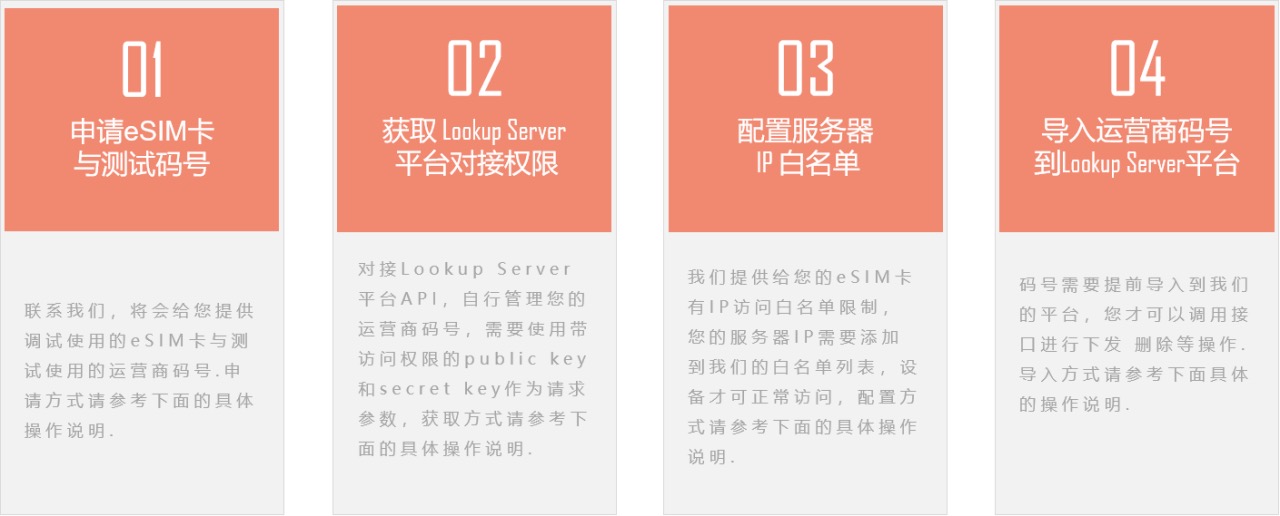 01
申请eSIM卡
与测试码号
联系我们，将会给您提供
调试使用的eSIM卡与测
试使用的运营商码号.申
请方式请参考下面的具体
操作说明.
02
获取 Lookup Server
平台对接权限
对接Lookup Server
平台API，自行管理您的
运营商码号，需要使用带
访问权限的public key
和secret key作为请求
参数，获取方式请参考下
面的具体操作说明.
03
配置服务器
IP 白名单
我们提供给您的eSIM卡
有IP访问白名单限制，
您的服务器IP需要添加
到我们的白名单列表，设
备才可正常访问，配置方
式请参考下面的具体操作
说明.
04
导入运营商码号
到Lookup Server平台
码号需要提前导入到我们
的平台，您才可以调用接
口进行下发 删除等操作.
导入方式请参考下面具体
的操作说明.